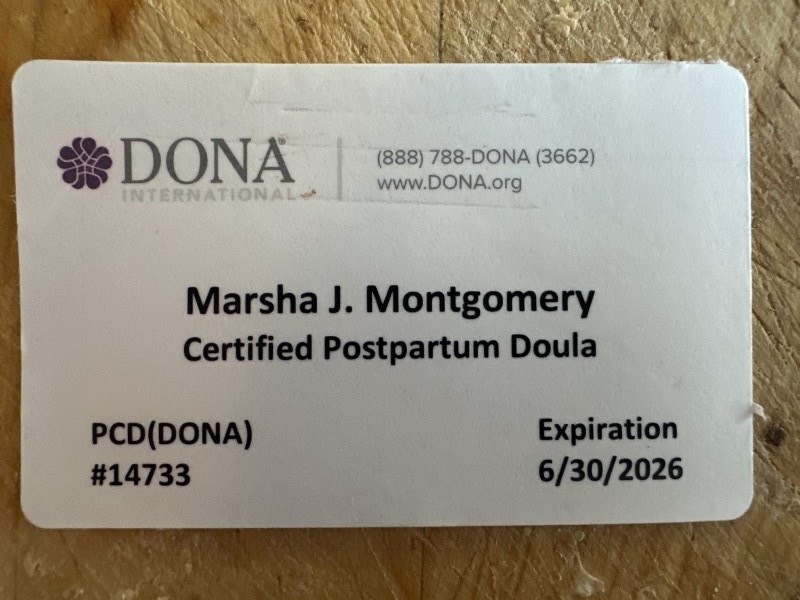 DONA®
INTERNATIONAL
(888) 788-DONA (3662)
www.DONA.org
Marsha J. Montgomery
Certified Postpartum Doula
PCD(DONA)
#14733
Expiration
6/30/2026